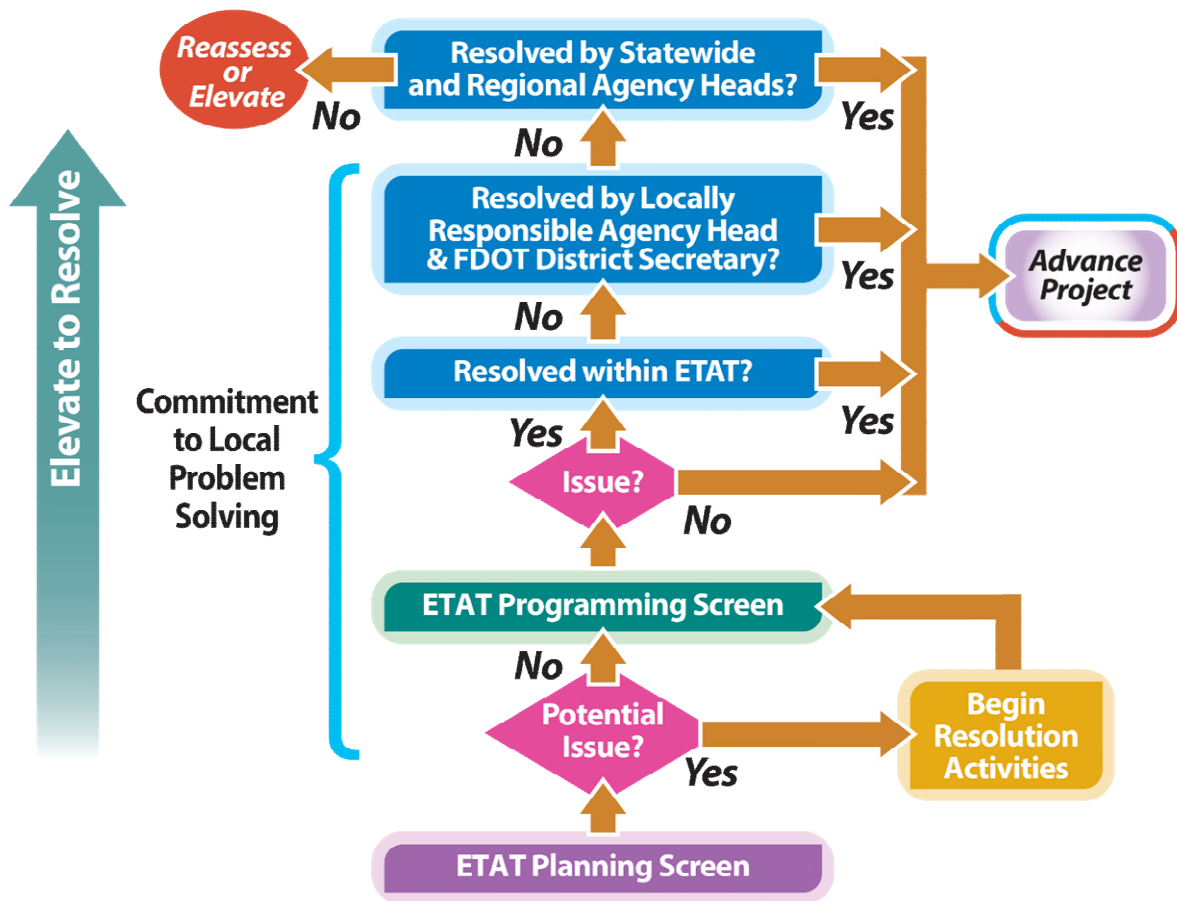 Reassess
or
Elevate
No
Resolved by Statewide
and Regional Agency Heads?
Yes
No
Resolved by Locally
Responsible Agency Head
& FDOT District Secretary?
Yes
Advance
Project
No
Resolved within ETAT?
Yes
Yes
Issue?
No
Elevate to Resolve
Commitment
to Local
Problem
Solving
ETAT Programming Screen
No
Potential
Issue?
Yes
Begin
Resolution
Activities
ETAT Planning Screen